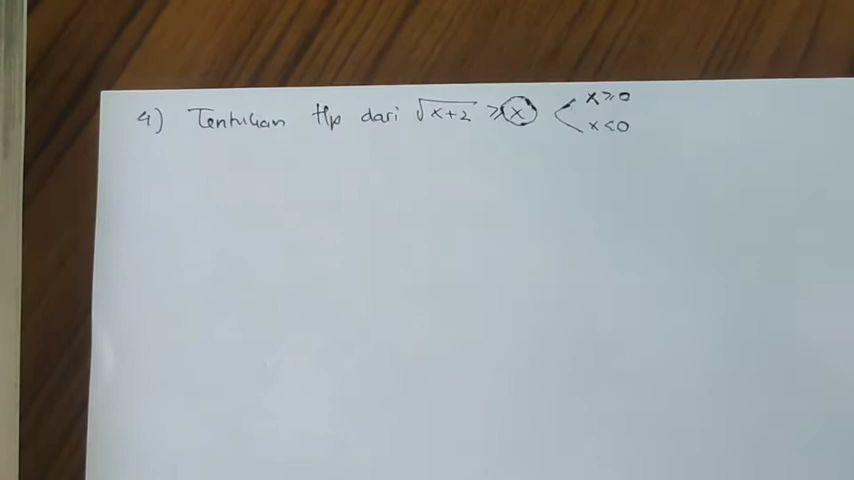 4) Tentukan Hp dari √x+2 ≥ x < x≥0
x<0